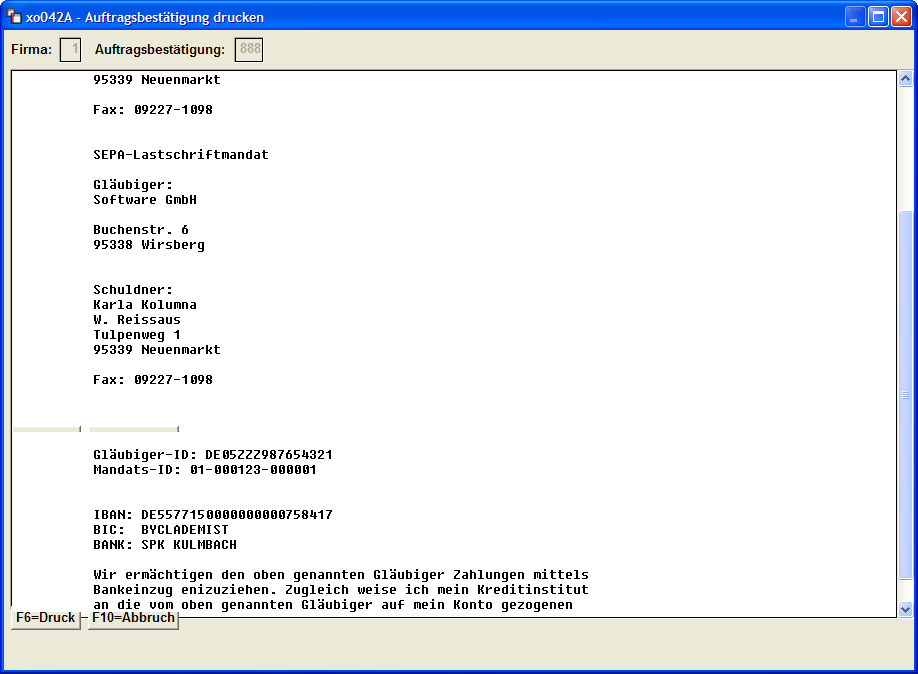 xo042A - Auftragsbestätigung drucken
Firma: 1 Auftragsbestätigung: 888
95339 Neuenmarkt
Fax: 09227-1098
SEPA-Lastschriftmandat
Gläubiger:
Software GmbH
Buchenstr. 6
95338 Wirsberg
Schuldner:
Karla Kolumna
W. Reissaus
Tulpenweg 1
95339 Neuenmarkt
Fax: 09227-1098
Gläubiger-ID: DE05ZZZ987654321
Mandats-ID: 01-000123-000001
IBAN: DE5577150000000000758417
BIC:  BYCLADEMIST
BANK: SPK KULMBACH
Wir ermächtigen den oben genannten Gläubiger Zahlungen mittels
Bankeinzug enizuziehen. Zugleich weise ich mein Kreditinstitut
an die vom oben genannten Gläubiger auf mein Konto gezogenen
F6=Druck F10=Abbruch